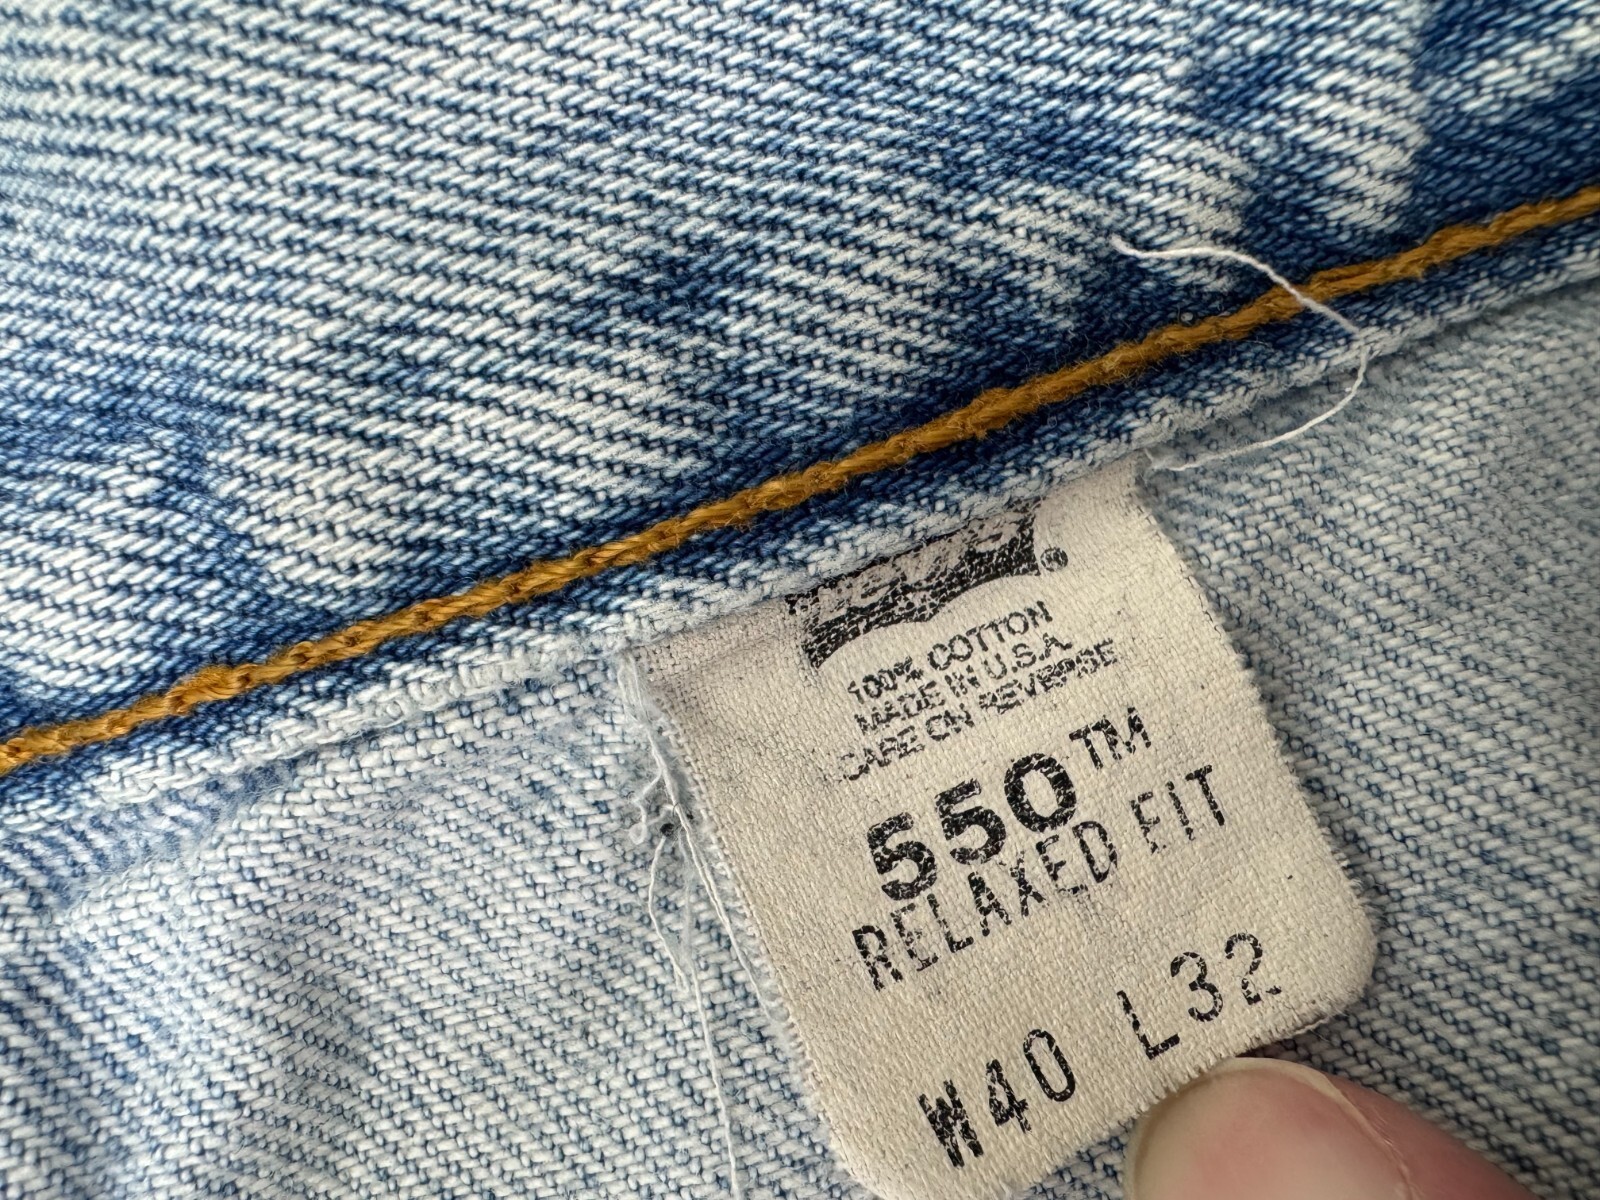 ®
100% COTTON
MADE IN U.S.A.
CARE ON REVERSE
550™
RELAXED FIT
W40 L32